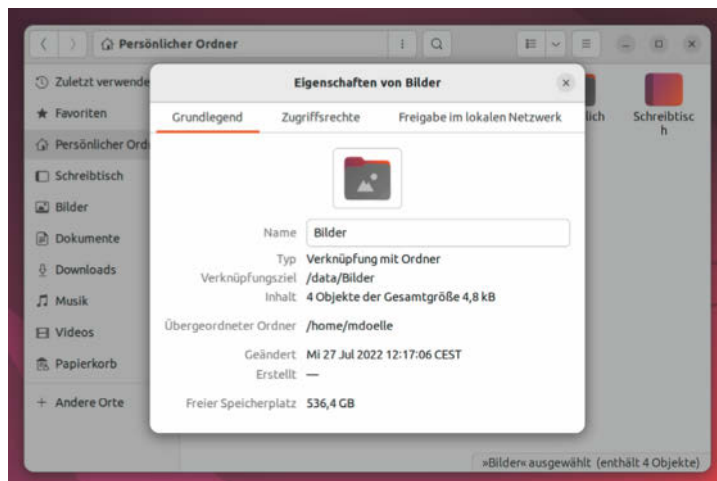 Persönlicher Ordner
Eigenschaften von Bilder
Grundlegend Zugriffsrechte Freigabe im lokalen Netzwerk
Zuletzt verwende
Favoriten
Persönlicher Ord
Schreibtisch
Bilder
Dokumente
Downloads
Musik
Videos
Papierkorb
+ Andere Orte
Name Bilder
Typ Verknüpfung mit Ordner
Verknüpfungsziel /data/Bilder
Inhalt 4 Objekte der Gesamtgröße 4,8 kB
Übergeordneter Ordner /home/mdoelle
Geändert Mi 27 Jul 2022 12:17:06 CEST
Erstellt —
Freier Speicherplatz 536,4 GB
lich
Schreibtisc
h
»Bilder« ausgewählt (enthält 4 Objekte)